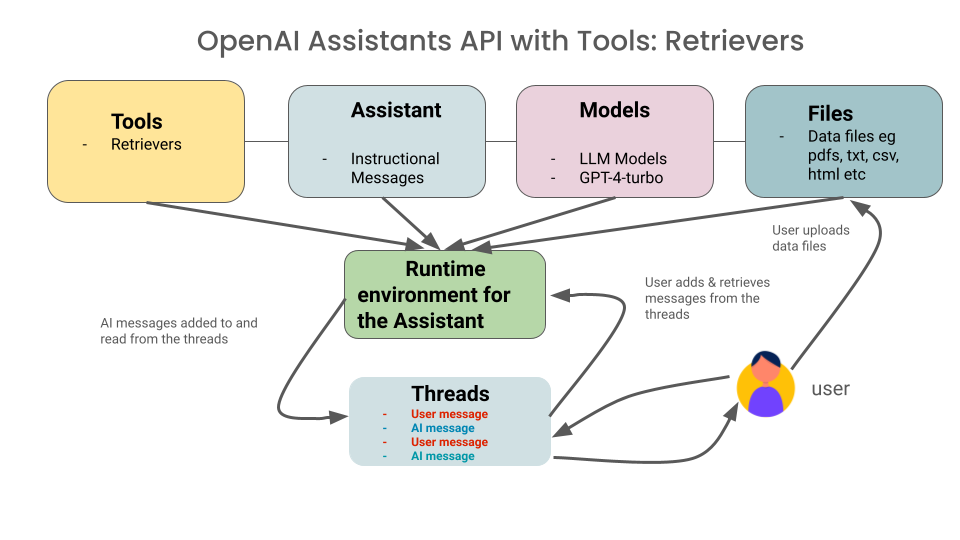 OpenAI Assistants API with Tools: Retrievers
Tools
- Retrievers
Assistant
- Instructional
Messages
Models
- LLM Models
- GPT-4-turbo
Files
- Data files eg
pdfs, txt, csv,
html etc
User uploads
data files
Runtime
environment for
the Assistant
User adds & retrieves
messages from the
threads
AI messages added to and
read from the threads
Threads
- User message
- AI message
- User message
- AI message
user